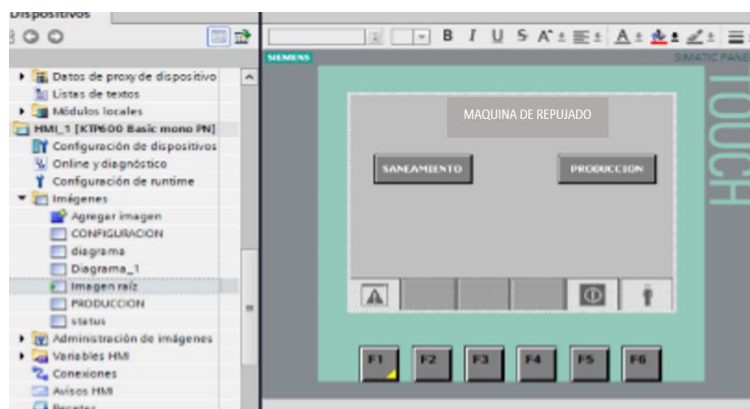 Dispositivos
B I U S A
SIEMENS
SIMATIC PANE
TOUCH
Datos de proxy de dispositivo
Listas de textos
Módulos locales
HMI_1 [KTP600 Basic mono PN]
Configuración de dispositivos
Online y diagnóstico
Configuración de runtime
Imágenes
Agregar imagen
CONFIGURACION
diagrama
Diagrama_1
Imagen raíz
PRODUCCION
status
Administración de imágenes
Variables HMI
Conexiones
Avisos HMI
Recetas
MAQUINA DE REPUJADO
SANEAMIENTO
PRODUCCION
F1 F2 F3 F4 F5 F6